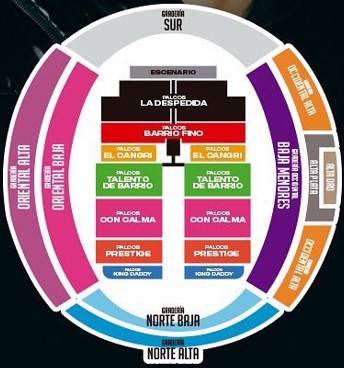 GRADERÍA
SUR
ESCENARIO
PALCOS
LA DESPEDIDA
PALCOS
BARRIO FINO
PALCOS
EL CANGRI
PALCOS
EL CANGRI
PALCOS
TALENTO
DE BARRIO
PALCOS
TALENTO
DE BARRIO
PALCOS
CON CALMA
PALCOS
CON CALMA
PALCOS
PRESTIGE
PALCOS
PRESTIGE
PALCOS
KING DADDY
PALCOS
KING DADDY
GRADERÍA
ORIENTAL ALTA
GRADERÍA
ORIENTAL BAJA
GRADERÍA OCCIDENTAL
BAJA MENORES
GRADERÍA
OCCIDENTAL ALTA
ALTA PLATA
ALTA ORO
GRADERÍA
OCCIDENTAL ALTA
GRADERÍA
NORTE BAJA
GRADERÍA
NORTE ALTA